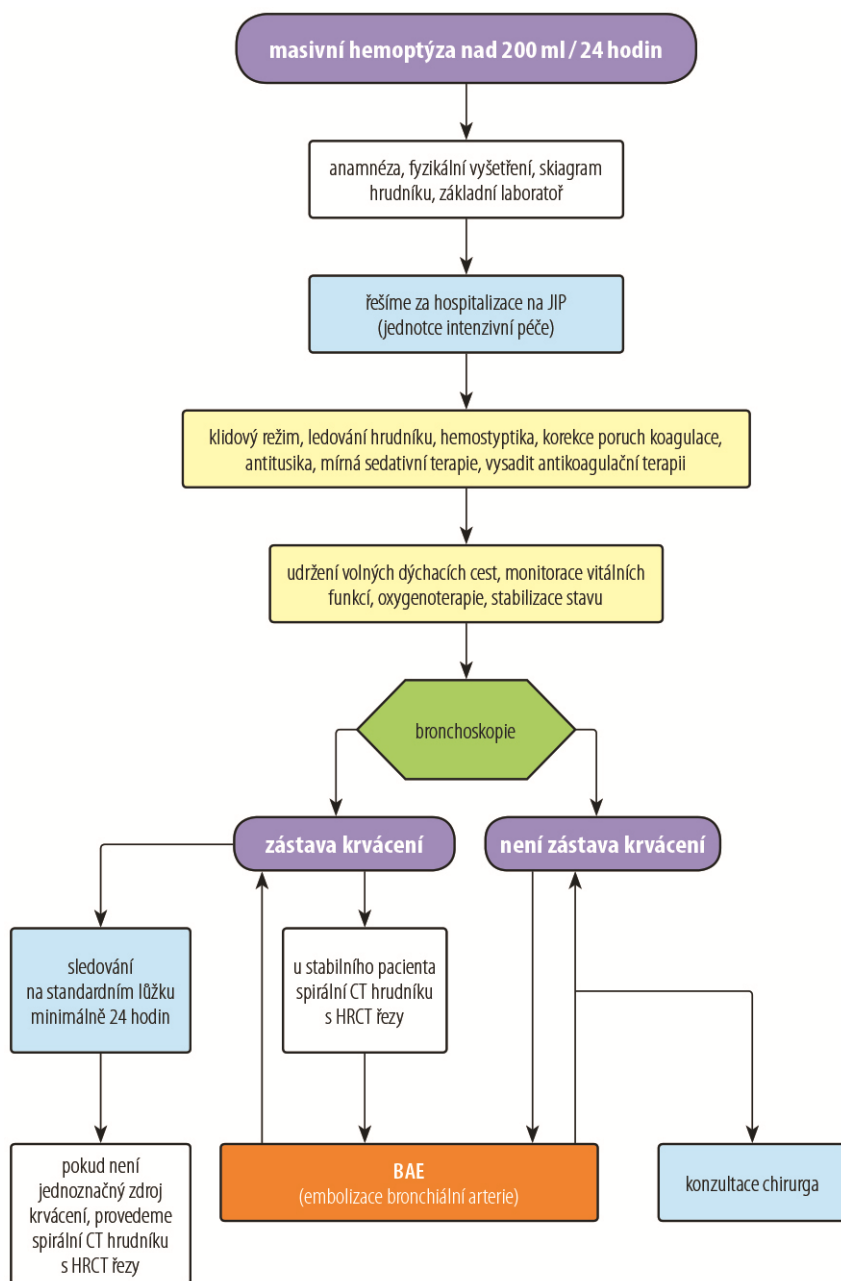 masivní hemoptýza nad 200 ml / 24 hodin
anamnéza, fyzikální vyšetření, skiagram
hrudníku, základní laboratoř
řešíme za hospitalizace na JIP
(jednotce intenzivní péče)
klidový režim, ledování hrudníku, hemostyptika, korekce poruch koagulace,
antitusika, mírná sedativní terapie, vysadit antikoagulační terapii
udržení volných dýchacích cest, monitorace vitálních
funkcí, oxygenoterapie, stabilizace stavu
bronchoskopie
zástava krvácení
není zástava krvácení
sledování
na standardním lůžku
minimálně 24 hodin
u stabilního pacienta
spirální CT hrudníku
s HRCT řezy
pokud není
jednoznačný zdroj
krvácení, provedeme
spirální CT hrudníku
s HRCT řezy
BAE
(embolizace bronchiální arterie)
konzultace chirurga